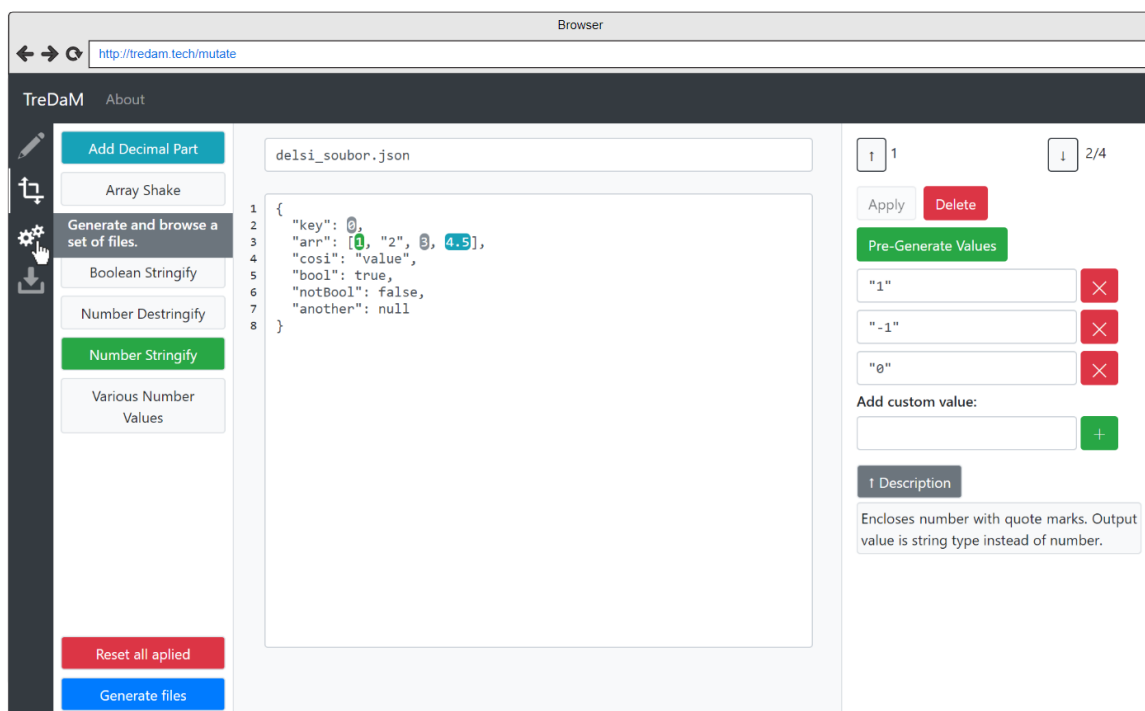 Browser
http://tredam.tech/mutate
TreDaM About
Add Decimal Part
Array Shake
Generate and browse a
set of files.
Boolean Stringify
Number Destringify
Number Stringify
Various Number
Values
Reset all aplied
Generate files
delsi_soubor.json
1 {
2 "key": 0,
3 "arr": [1, "2", 3, 4.5],
4 "cosi": "value",
5 "bool": true,
6 "notBool": false,
7 "another": null
8 }
↑ 1 ↓ 2/4
Apply Delete
Pre-Generate Values
"1"
"-1"
"0"
Add custom value:
+
↑ Description
Encloses number with quote marks. Output
value is string type instead of number.